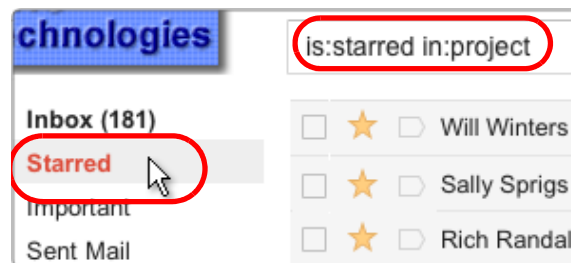 chnologies
is:starred in:project
Inbox (181)
Starred
Important
Sent Mail
Will Winters
Sally Sprigs
Rich Randal